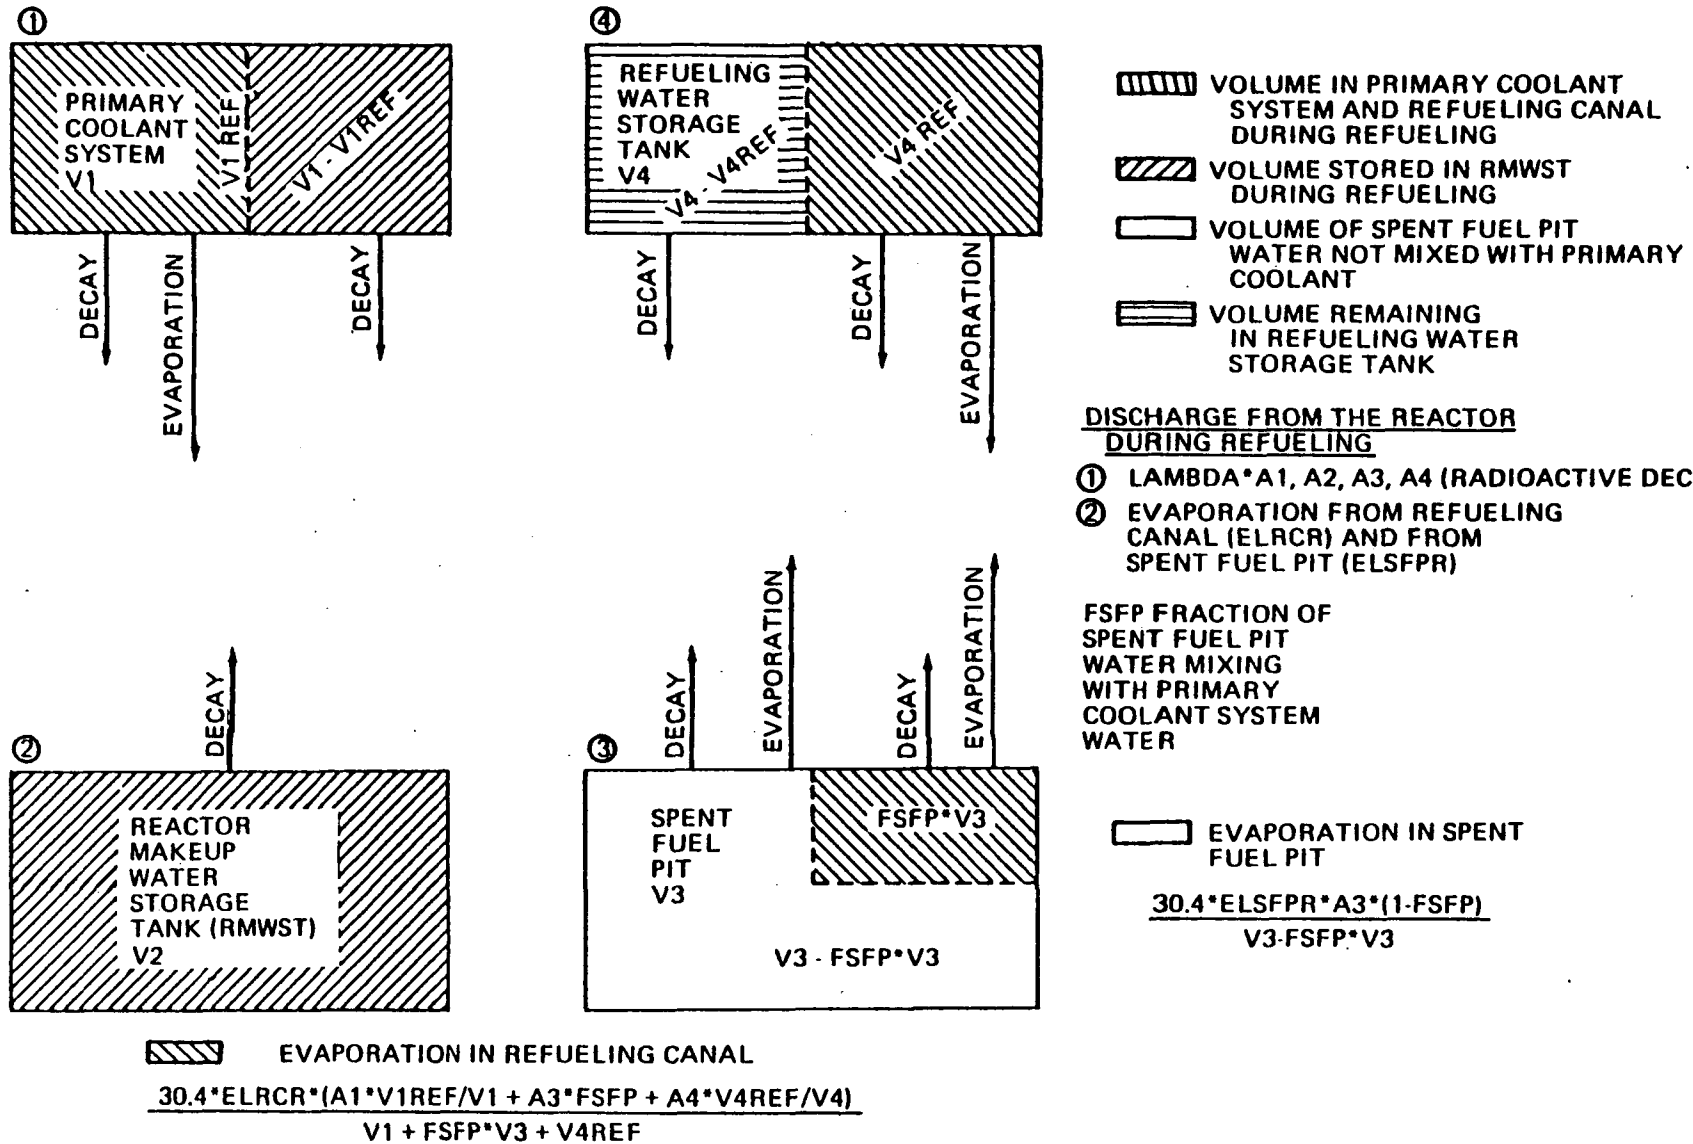 ①
PRIMARY
COOLANT
SYSTEM
V1
V1 REF
V1 - V1REF
DECAY
EVAPORATION
DECAY
④
REFUELING
WATER
STORAGE
TANK
V4
V4 - V4REF
V4 REF
DECAY
DECAY
EVAPORATION
VOLUME IN PRIMARY COOLANT
SYSTEM AND REFUELING CANAL
DURING REFUELING
VOLUME STORED IN RMWST
DURING REFUELING
VOLUME OF SPENT FUEL PIT
WATER NOT MIXED WITH PRIMARY
COOLANT
VOLUME REMAINING
IN REFUELING WATER
STORAGE TANK
DISCHARGE FROM THE REACTOR
DURING REFUELING
① LAMBDA*A1, A2, A3, A4 (RADIOACTIVE DEC
② EVAPORATION FROM REFUELING
CANAL (ELRCR) AND FROM
SPENT FUEL PIT (ELSFPR)
FSFP FRACTION OF
SPENT FUEL PIT
WATER MIXING
WITH PRIMARY
COOLANT SYSTEM
WATER
②
DECAY
REACTOR
MAKEUP
WATER
STORAGE
TANK (RMWST)
V2
③
DECAY
EVAPORATION
DECAY
EVAPORATION
SPENT
FUEL
PIT
V3
FSFP*V3
V3 - FSFP*V3
EVAPORATION IN SPENT
FUEL PIT
30.4*ELSFPR*A3*(1-FSFP)
V3-FSFP*V3
EVAPORATION IN REFUELING CANAL
30.4*ELRCR*(A1*V1REF/V1 + A3*FSFP + A4*V4REF/V4)
V1 + FSFP*V3 + V4REF